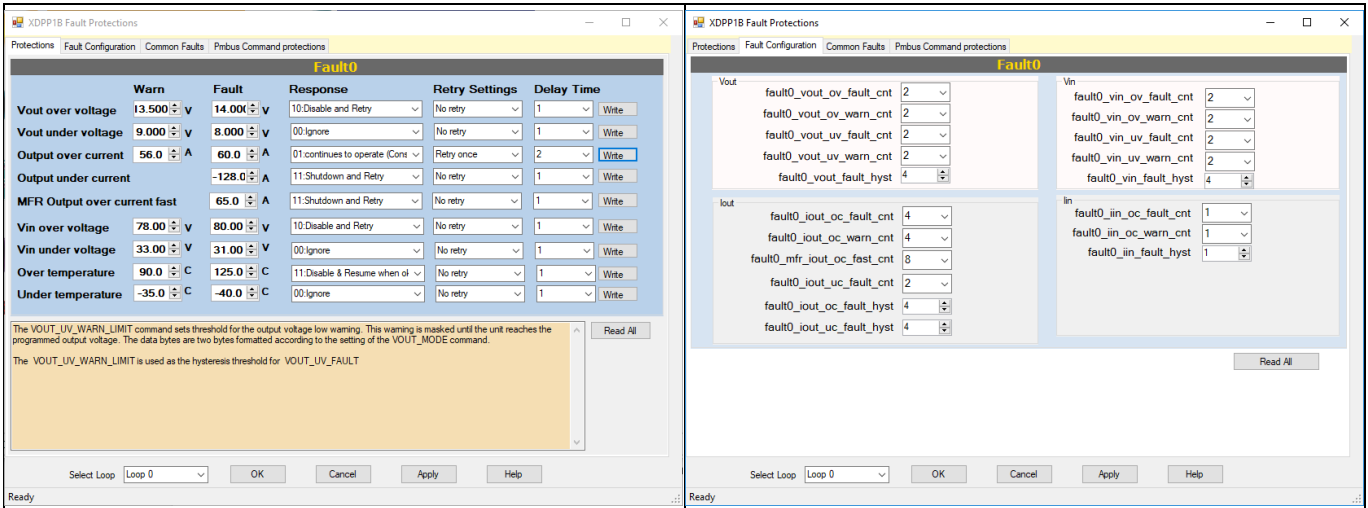 XDPP1B Fault Protections
Protections Fault Configuration Common Faults Pmbus Command protections
Fault0
Warn Fault Response Retry Settings Delay Time
Vout over voltage 13.500 V 14.000 V 10:Disable and Retry No retry 1 Write
Vout under voltage 9.000 V 8.000 V 00:Ignore No retry 1 Write
Output over current 56.0 A 60.0 A 01:continues to operate (Cons Retry once 2 Write
Output under current -128.0 A 11:Shutdown and Retry No retry 1 Write
MFR Output over current fast 65.0 A 11:Shutdown and Retry No retry 1 Write
Vin over voltage 78.00 V 80.00 V 10:Disable and Retry No retry 1 Write
Vin under voltage 33.00 V 31.00 V 00:Ignore No retry 1 Write
Over temperature 90.0 C 125.0 C 11:Disable & Resume when ok No retry 1 Write
Under temperature -35.0 C -40.0 C 00:Ignore No retry 1 Write
The VOUT_UV_WARN_LIMIT command sets threshold for the output voltage low warning. This warning is masked until the unit reaches the
programmed output voltage. The data bytes are two bytes formatted according to the setting of the VOUT_MODE command.
The VOUT_UV_WARN_LIMIT is used as the hysteresis threshold for VOUT_UV_FAULT
Read All
Select Loop Loop 0 OK Cancel Apply Help
Ready
XDPP1B Fault Protections
Protections Fault Configuration Common Faults Pmbus Command protections
Fault0
Vout
fault0_vout_ov_fault_cnt 2
fault0_vout_ov_warn_cnt 2
fault0_vout_uv_fault_cnt 2
fault0_vout_uv_warn_cnt 2
fault0_vout_fault_hyst 4
Vin
fault0_vin_ov_fault_cnt 2
fault0_vin_ov_warn_cnt 2
fault0_vin_uv_fault_cnt 2
fault0_vin_uv_warn_cnt 2
fault0_vin_fault_hyst 4
Iout
fault0_iout_oc_fault_cnt 4
fault0_iout_oc_warn_cnt 4
fault0_mfr_iout_oc_fast_cnt 8
fault0_iout_uc_fault_cnt 2
fault0_iout_oc_fault_hyst 4
fault0_iout_uc_fault_hyst 4
Iin
fault0_iin_oc_fault_cnt 1
fault0_iin_oc_warn_cnt 1
fault0_iin_fault_hyst 1
Read All
Select Loop Loop 0 OK Cancel Apply Help
Ready